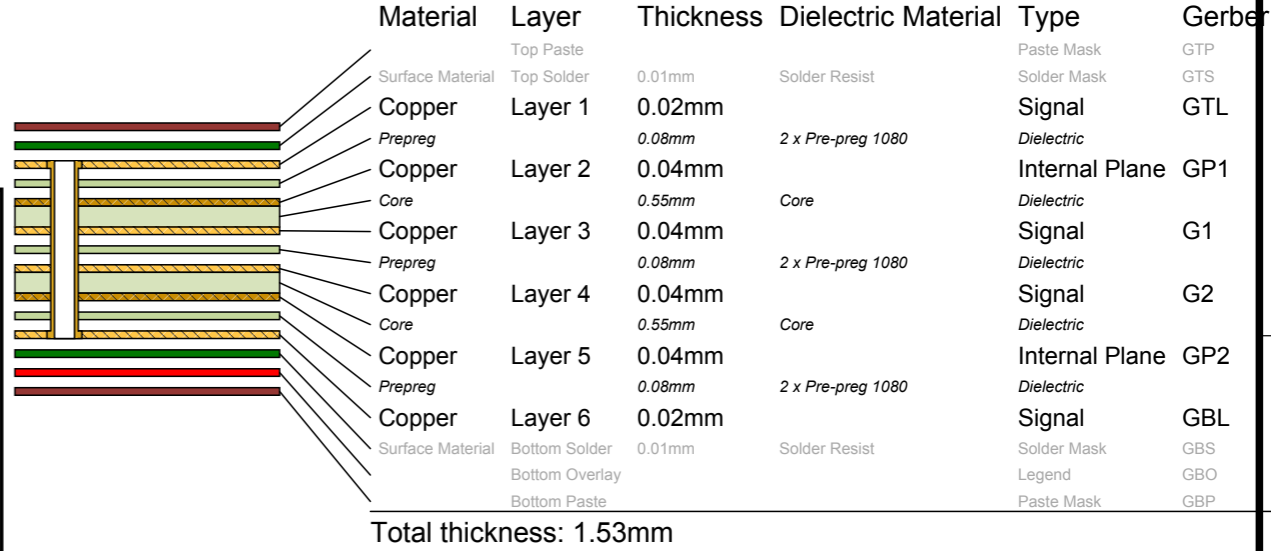 Material Layer Thickness Dielectric Material Type Gerber
Top Paste Paste Mask GTP
Surface Material Top Solder 0.01mm Solder Resist Solder Mask GTS
Copper Layer 1 0.02mm Signal GTL
Prepreg 0.08mm 2 x Pre-preg 1080 Dielectric
Copper Layer 2 0.04mm Internal Plane GP1
Core 0.55mm Core Dielectric
Copper Layer 3 0.04mm Signal G1
Prepreg 0.08mm 2 x Pre-preg 1080 Dielectric
Copper Layer 4 0.04mm Signal G2
Core 0.55mm Core Dielectric
Copper Layer 5 0.04mm Internal Plane GP2
Prepreg 0.08mm 2 x Pre-preg 1080 Dielectric
Copper Layer 6 0.02mm Signal GBL
Surface Material Bottom Solder 0.01mm Solder Resist Solder Mask GBS
Bottom Overlay Legend GBO
Bottom Paste Paste Mask GBP
Total thickness: 1.53mm